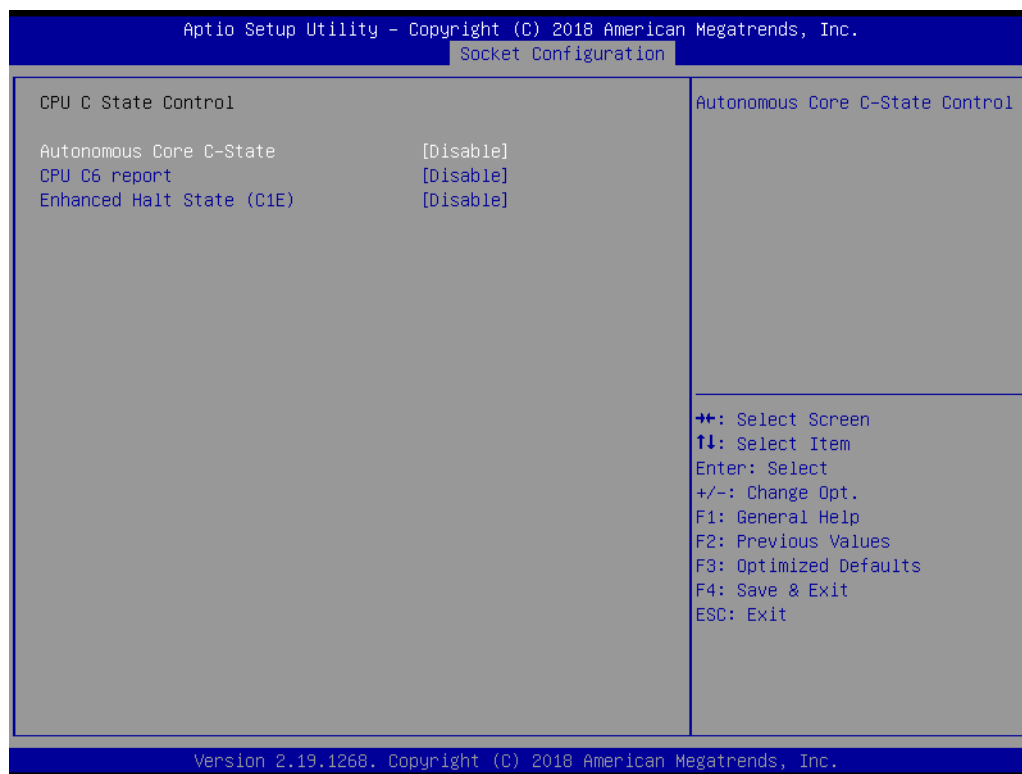 Aptio Setup Utility – Copyright (C) 2018 American Megatrends, Inc.
Socket Configuration
CPU C State Control
Autonomous Core C-State [Disable]
CPU C6 report [Disable]
Enhanced Halt State (C1E) [Disable]
Autonomous Core C-State Control
→←: Select Screen
↑↓: Select Item
Enter: Select
+/-: Change Opt.
F1: General Help
F2: Previous Values
F3: Optimized Defaults
F4: Save & Exit
ESC: Exit
Version 2.19.1268. Copyright (C) 2018 American Megatrends, Inc.